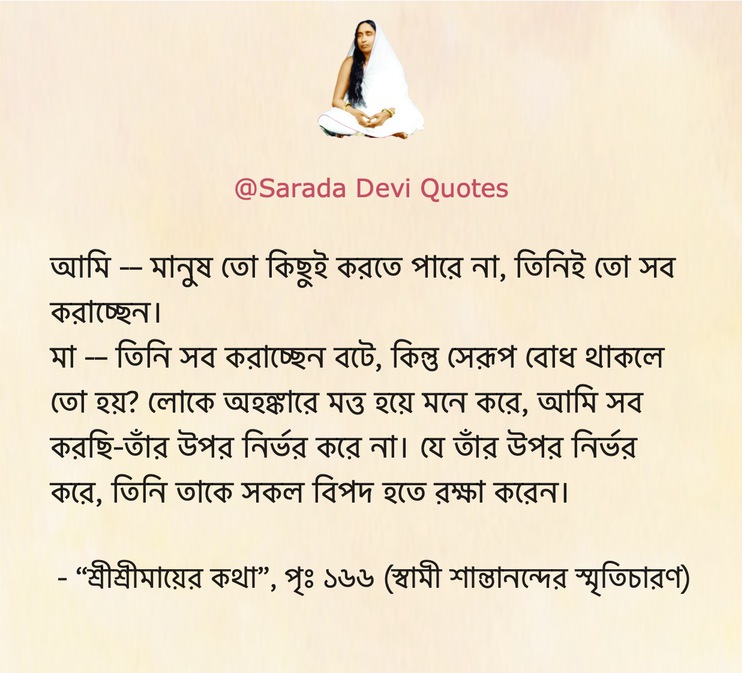 @Sarada Devi Quotes
আমি -- মানুষ তো কিছুই করতে পারে না, তিনিই তো সব
করাচ্ছেন।
মা -- তিনি সব করাচ্ছেন বটে, কিন্তু সেরূপ বোধ থাকলে
তো হয়? লোকে অহঙ্কারে মত্ত হয়ে মনে করে, আমি সব
করছি-তাঁর উপর নির্ভর করে না। যে তাঁর উপর নির্ভর
করে, তিনি তাকে সকল বিপদ হতে রক্ষা করেন।
- “শ্রীশ্রীমায়ের কথা”, পৃঃ ১৬৬ (স্বামী শান্তানন্দের স্মৃতিচারণ)